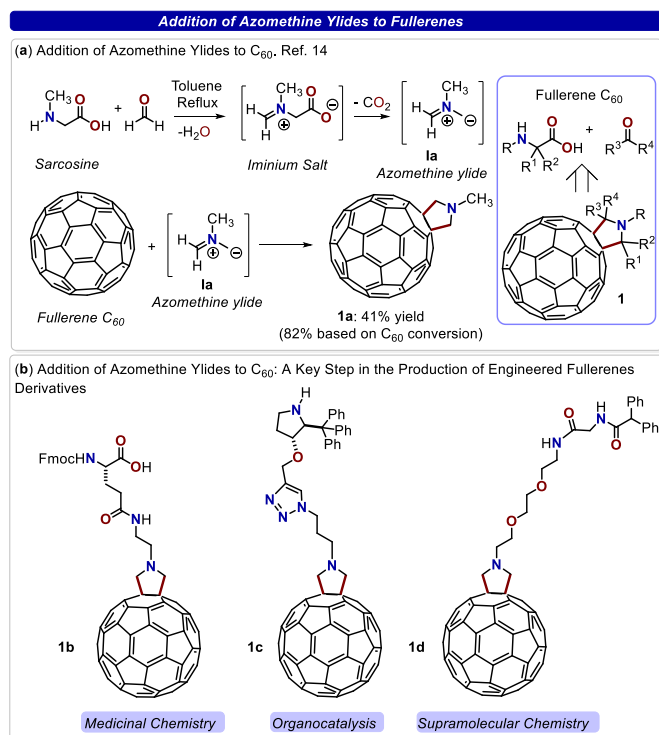 Addition of Azomethine Ylides to Fullerenes
(a) Addition of Azomethine Ylides to C60. Ref. 14
CH3
N
H
O
OH
+
O
H H
Toluene
Reflux
-H2O
CH3
H
N
H
O
O
- CO2
CH3
H
N
H
Ia
Sarcosine
Iminium Salt
Azomethine ylide
Fullerene C60
+
CH3
H
N
H
Ia
Azomethine ylide
N CH3
1a: 41% yield
(82% based on C60 conversion)
Fullerene C60
H
N
R
O
OH
R1 R2
+
O
R3 R4
R4
R3
R
N
R2
R1
1
(b) Addition of Azomethine Ylides to C60: A Key Step in the Production of Engineered Fullerenes
Derivatives
FmocHN
O
OH
O
NH
N
1b
Medicinal Chemistry
H
N
Ph
Ph
Ph
O
N
N
N
N
1c
Organocatalysis
Ph
Ph
H
N
O
O
HN
O
O
N
1d
Supramolecular Chemistry